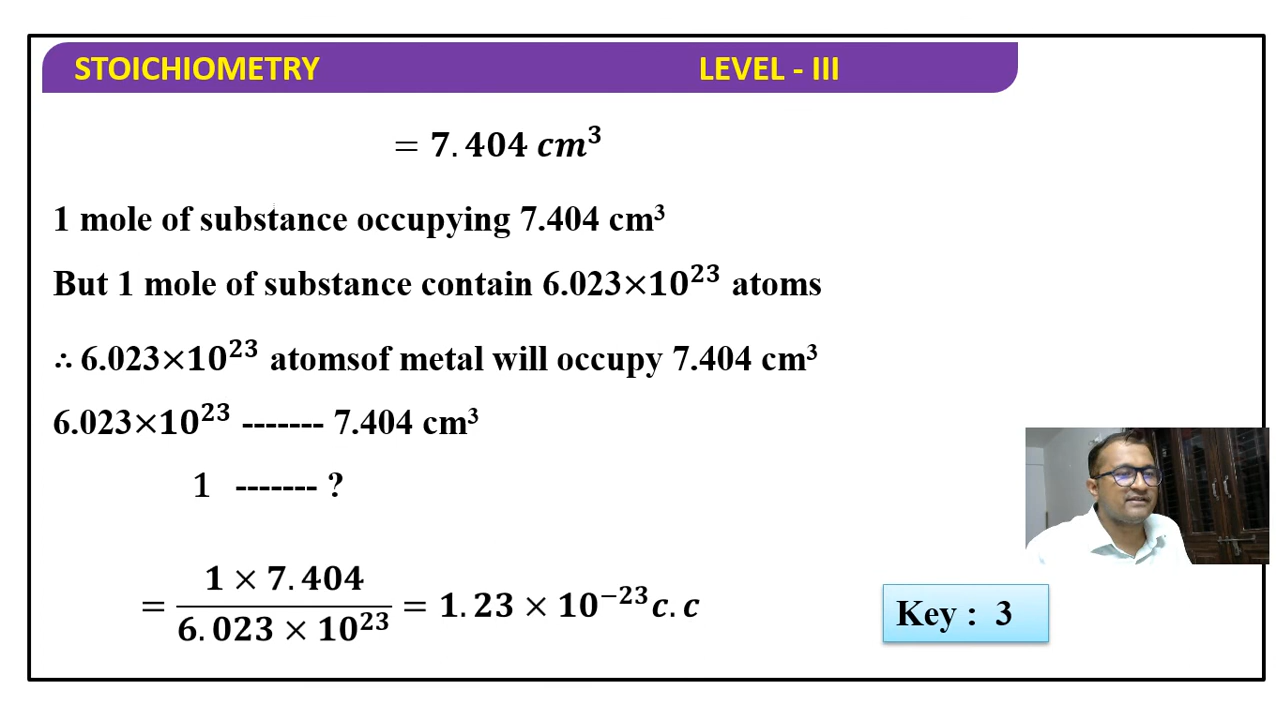 STOICHIOMETRY LEVEL - III
= 7.404 cm³
1 mole of substance occupying 7.404 cm³
But 1 mole of substance contain 6.023×10²³ atoms
∴ 6.023×10²³ atomsof metal will occupy 7.404 cm³
6.023×10²³ ------- 7.404 cm³
1 ------- ?
= (1 × 7.404) / (6.023 × 10²³) = 1.23 × 10⁻²³ c.c
Key : 3